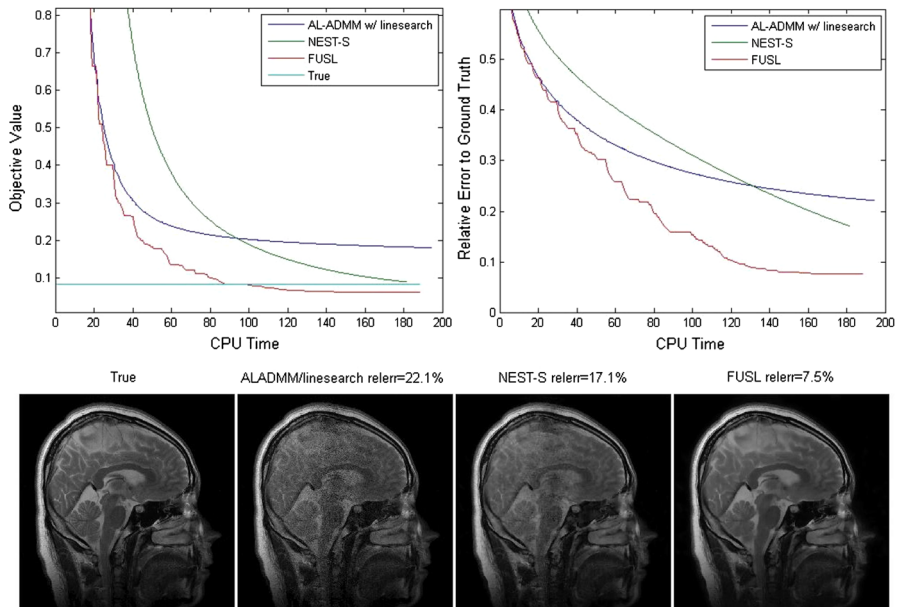 AL-ADMM w/ linesearch
NEST-S
FUSL
True
0.8
0.7
0.6
0.5
0.4
0.3
0.2
0.1
Objective Value
0 20 40 60 80 100 120 140 160 180 200
CPU Time
AL-ADMM w/ linesearch
NEST-S
FUSL
0.5
0.4
0.3
0.2
0.1
0
Relative Error to Ground Truth
0 20 40 60 80 100 120 140 160 180 200
CPU Time
True ALADMM/linesearch relerr=22.1% NEST-S relerr=17.1% FUSL relerr=7.5%